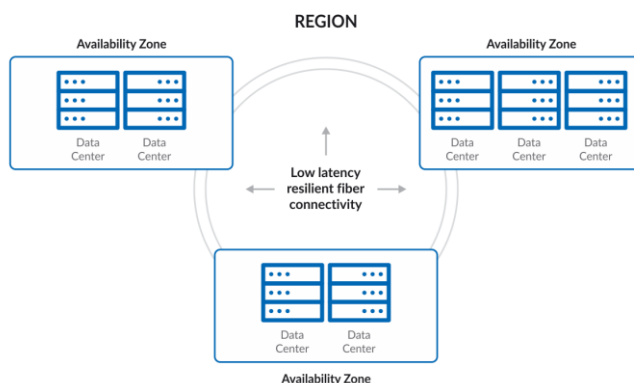 REGION
Availability Zone
Availability Zone
Data
Center
Data
Center
Data
Center
Data
Center
Data
Center
Low latency
resilient fiber
connectivity
Data
Center
Data
Center
Availability Zone